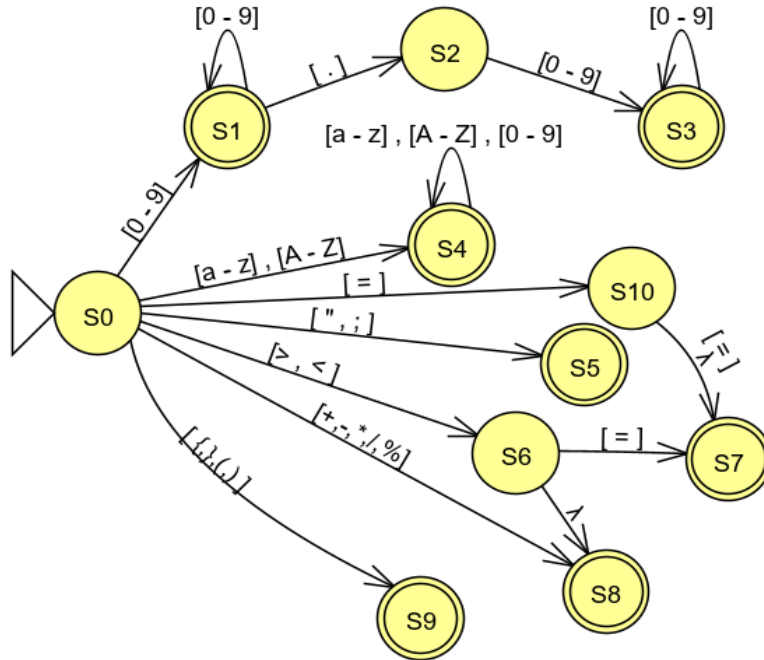 [0 - 9]
[0 - 9]
S2
[ . ]
[0 - 9]
S1
S3
[a - z] , [A - Z] , [0 - 9]
[0 - 9]
S4
[a - z] , [A - Z]
S10
[ = ]
S0
[ " , ; ]
[ = ]
λ
S5
[> , < ]
[+,-, *,/, %]
S6
[ = ]
S7
[ {,},(,) ]
λ
S8
S9